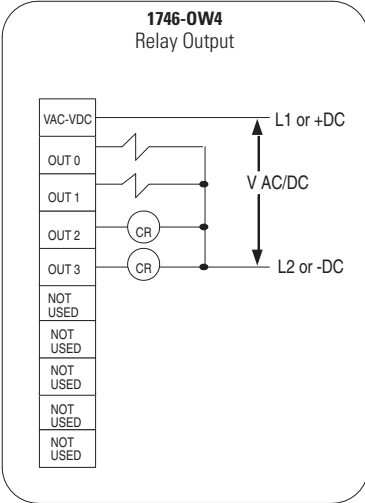 1746-OW4
Relay Output
VAC-VDC
L1 or +DC
OUT 0
OUT 1
V AC/DC
OUT 2
CR
OUT 3
CR
L2 or -DC
NOT
USED
NOT
USED
NOT
USED
NOT
USED
NOT
USED